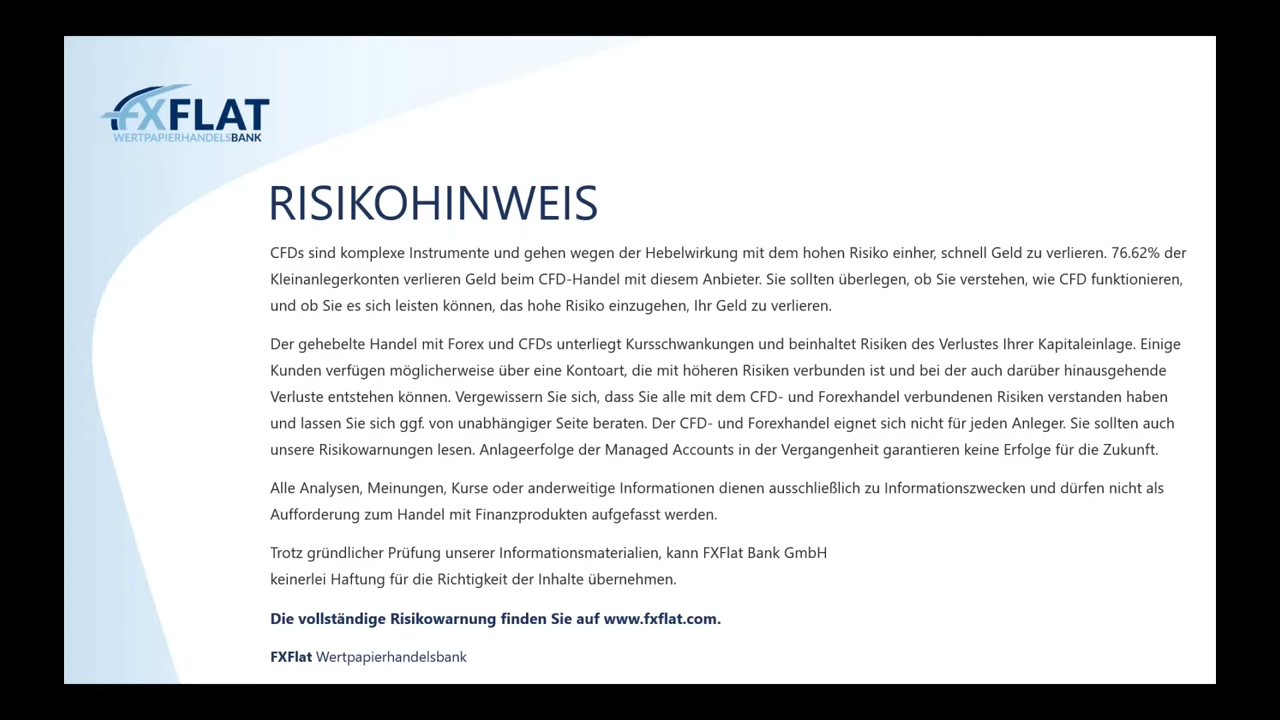 FXFLAT
WERTPAPIERHANDELSBANK
RISIKOHINWEIS
CFDs sind komplexe Instrumente und gehen wegen der Hebelwirkung mit dem hohen Risiko einher, schnell Geld zu verlieren. 76.62% der
Kleinanlegerkonten verlieren Geld beim CFD-Handel mit diesem Anbieter. Sie sollten überlegen, ob Sie verstehen, wie CFD funktionieren,
und ob Sie es sich leisten können, das hohe Risiko einzugehen, Ihr Geld zu verlieren.
Der gehebelte Handel mit Forex und CFDs unterliegt Kursschwankungen und beinhaltet Risiken des Verlustes Ihrer Kapitaleinlage. Einige
Kunden verfügen möglicherweise über eine Kontoart, die mit höheren Risiken verbunden ist und bei der auch darüber hinausgehende
Verluste entstehen können. Vergewissern Sie sich, dass Sie alle mit dem CFD- und Forexhandel verbundenen Risiken verstanden haben
und lassen Sie sich ggf. von unabhängiger Seite beraten. Der CFD- und Forexhandel eignet sich nicht für jeden Anleger. Sie sollten auch
unsere Risikowarnungen lesen. Anlageerfolge der Managed Accounts in der Vergangenheit garantieren keine Erfolge für die Zukunft.
Alle Analysen, Meinungen, Kurse oder anderweitige Informationen dienen ausschließlich zu Informationszwecken und dürfen nicht als
Aufforderung zum Handel mit Finanzprodukten aufgefasst werden.
Trotz gründlicher Prüfung unserer Informationsmaterialien, kann FXFlat Bank GmbH
keinerlei Haftung für die Richtigkeit der Inhalte übernehmen.
Die vollständige Risikowarnung finden Sie auf www.fxflat.com.
FXFlat Wertpapierhandelsbank